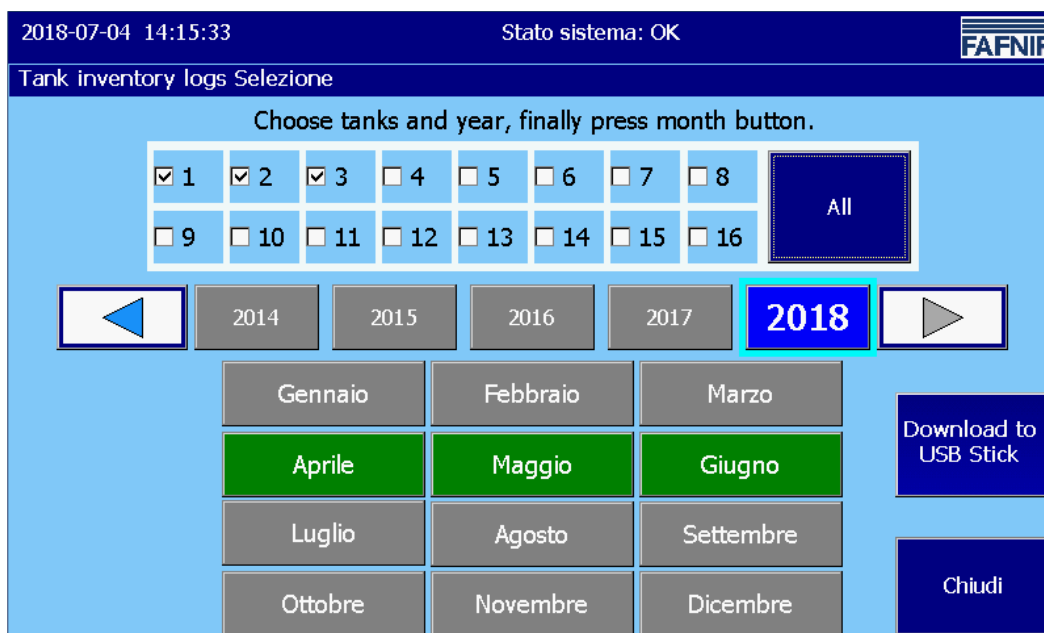 2018-07-04 14:15:33 Stato sistema: OK FAFNIR
Tank inventory logs Selezione
Choose tanks and year, finally press month button.
1 2 3 4 5 6 7 8
All
9 10 11 12 13 14 15 16
2014 2015 2016 2017 2018
Gennaio Febbraio Marzo
Download to
USB Stick
Aprile Maggio Giugno
Luglio Agosto Settembre
Chiudi
Ottobre Novembre Dicembre